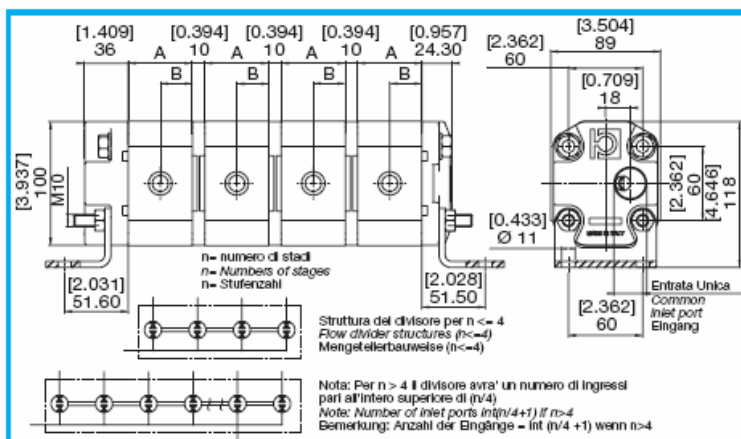 [1.409] [0.394] [0.394] [0.394] [0.957]
36 A 10 A 10 A 10 A 24.30
B B B B
[3.504]
89
[2.362]
60
[0.709]
18
[3.937]
100
M10
[2.362]
60
[4.646]
118
[0.433]
Ø 11
MADE IN ITALY
n= numero di stadi
n= Numbers of stages
n= Stufenzahl
[2.031]
51.60
[2.028]
51.50
[2.362]
60
Entrata Unica
Common
inlet port
Eingang
Struttura del divisore per n <= 4
Flow divider structures (n<=4)
Mengeteilerbauweise (n<=4)
Nota: Per n > 4 il divisore avra' un numero di ingressi
pari all'intero superiore di (n/4)
Note: Number of inlet ports int(n/4+1) if n>4
Bemerkung: Anzahl der Eingänge = int (n/4 +1) wenn n>4